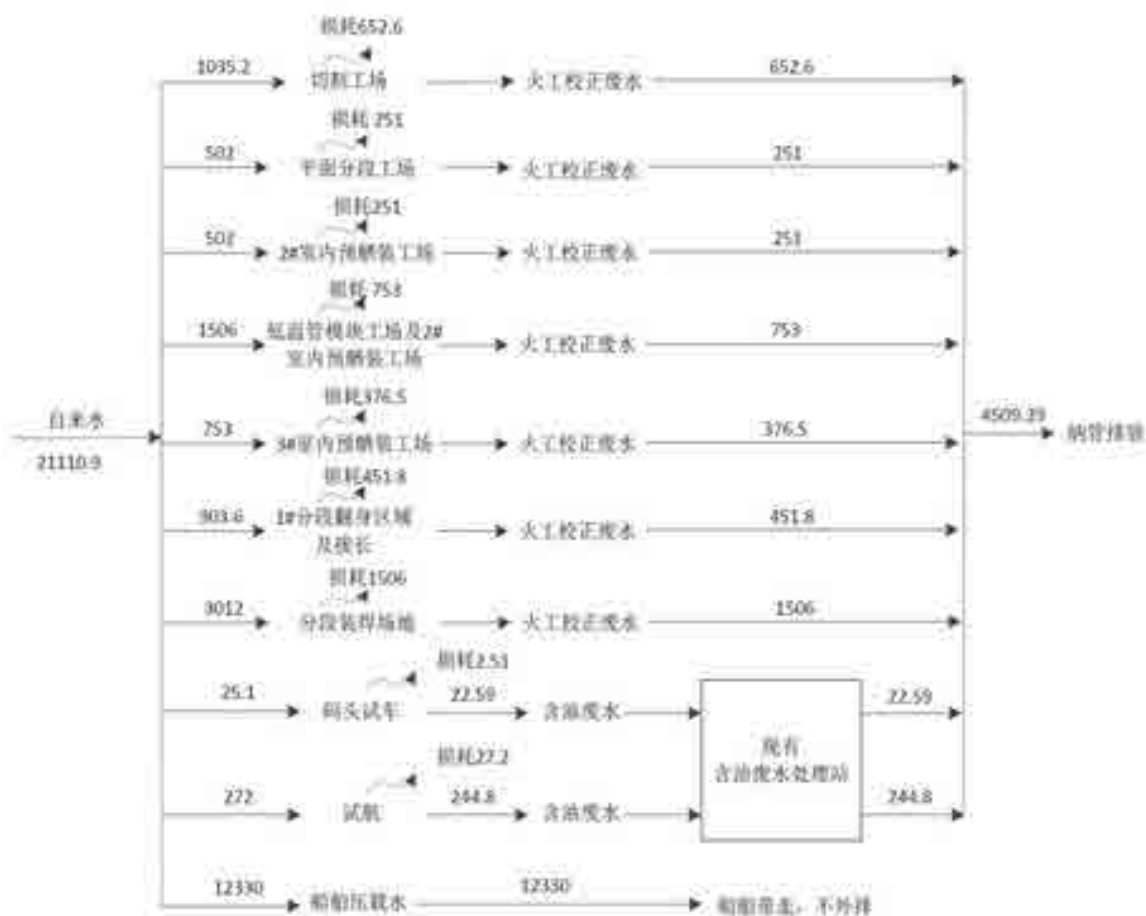 损耗652.6
1035.2
切割工场
火工校正废水
652.6
损耗 251
502
平面分段工场
火工校正废水
251
损耗251
502
2#室内预舾装工场
火工校正废水
251
损耗 753
1506
低温管模块工场及2#
室内预舾装工场
火工校正废水
753
自来水
21110.9
损耗376.5
753
3#室内预舾装工场
火工校正废水
376.5
4509.39
纳管排放
损耗451.8
903.6
1#分段翻身区域
及接长
火工校正废水
451.8
损耗1506
3012
分段装焊场地
火工校正废水
1506
损耗2.51
25.1
码头试车
22.59
含油废水
现有
含油废水处理站
22.59
损耗27.2
272
试航
244.8
含油废水
244.8
12330
船舶压载水
12330
船舶带走，不外排